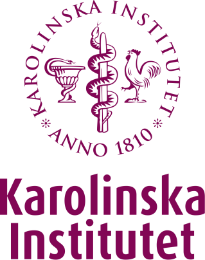 KAROLINSKA INSTITUTET
* ANNO 1810 *
Karolinska
Institutet